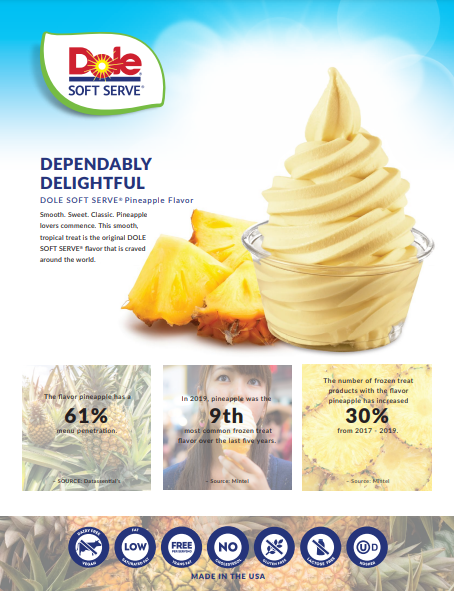 Dole
SOFT SERVE®
DEPENDABLY
DELIGHTFUL
DOLE SOFT SERVE® Pineapple Flavor
Smooth. Sweet. Classic. Pineapple
lovers commence. This smooth,
tropical treat is the original DOLE
SOFT SERVE® flavor that is craved
around the world.
The flavor pineapple has a
61%
menu penetration.
– SOURCE: Datassential's
In 2019, pineapple was the
9th
most common frozen treat
flavor over the last five years.
– Source: Mintel
The number of frozen treat
products with the flavor
pineapple has increased
30%
from 2017 - 2019.
– Source: Mintel
DAIRY FREE
VEGAN
FAT
LOW
SATURATED FAT
FREE
PER SERVING
TRANS FAT
NO
CHOLESTEROL
GLUTEN FREE
LACTOSE FREE
U D
KOSHER
MADE IN THE USA